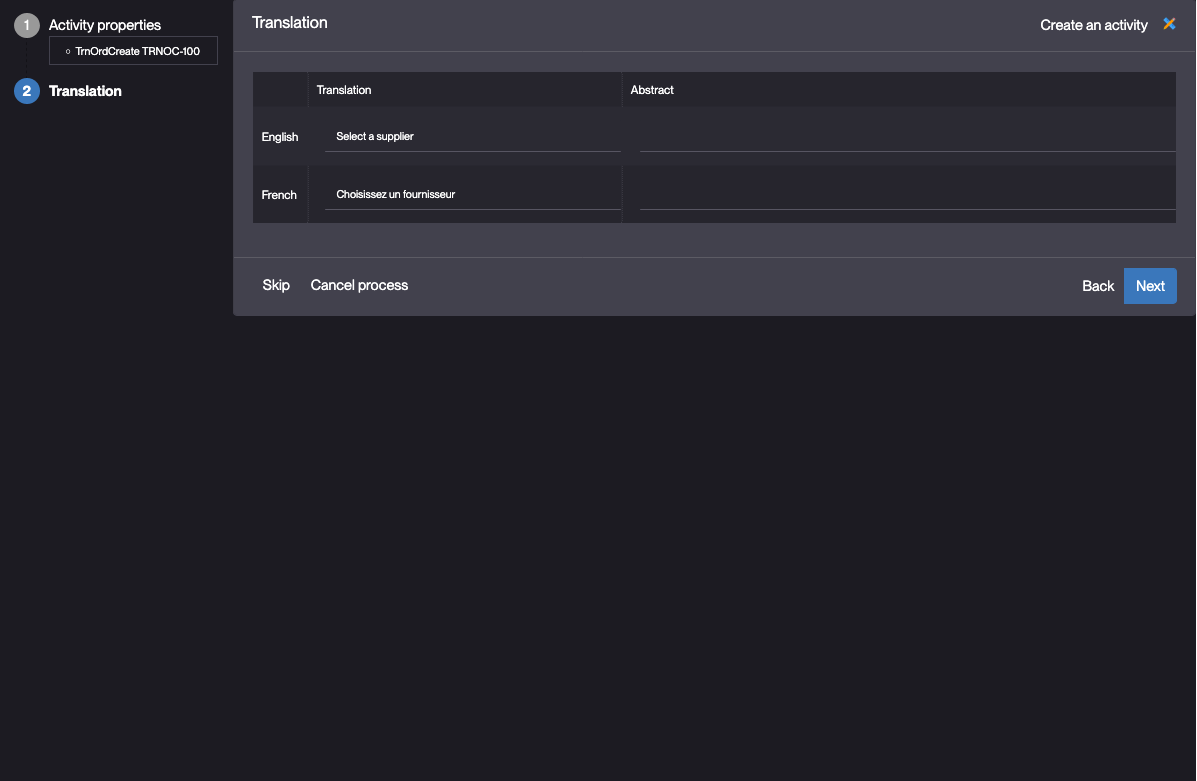 1 Activity properties
TrnOrdCreate TRNOC-100
2 Translation
Translation
Create an activity
Translation Abstract
English Select a supplier
French Choisissez un fournisseur
Skip Cancel process
Back Next